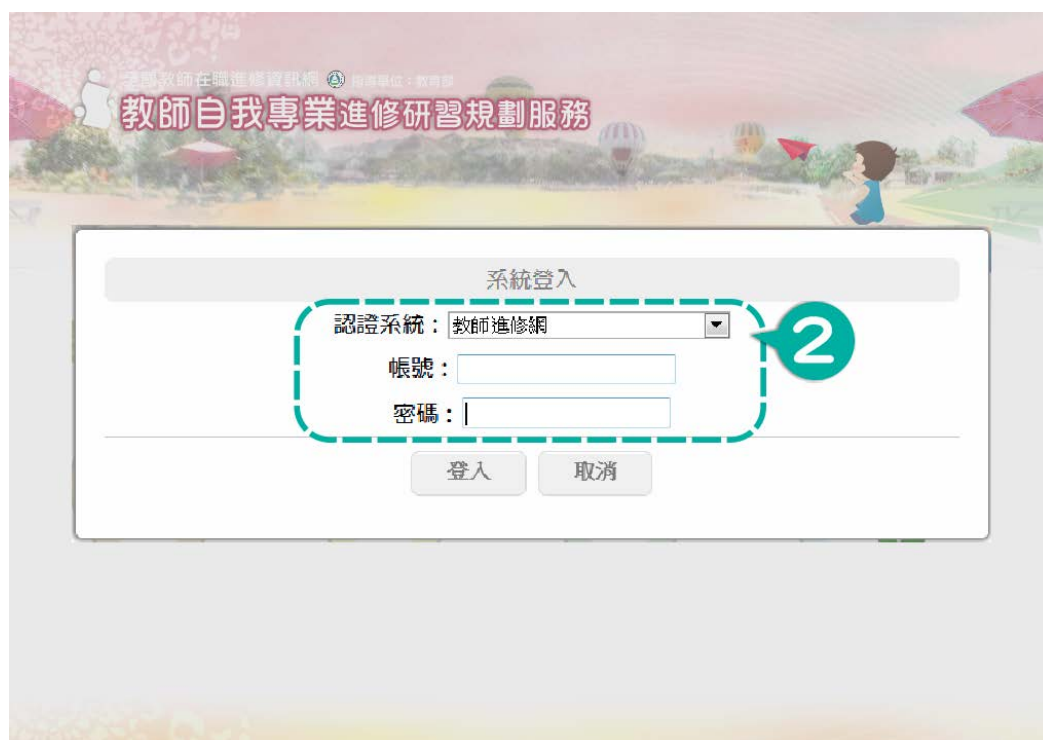 全國教師在職進修資訊網 指導單位：教育部
教師自我專業進修研習規劃服務
系統登入
認證系統：教師進修網
2
帳號：
密碼：
登入 取消